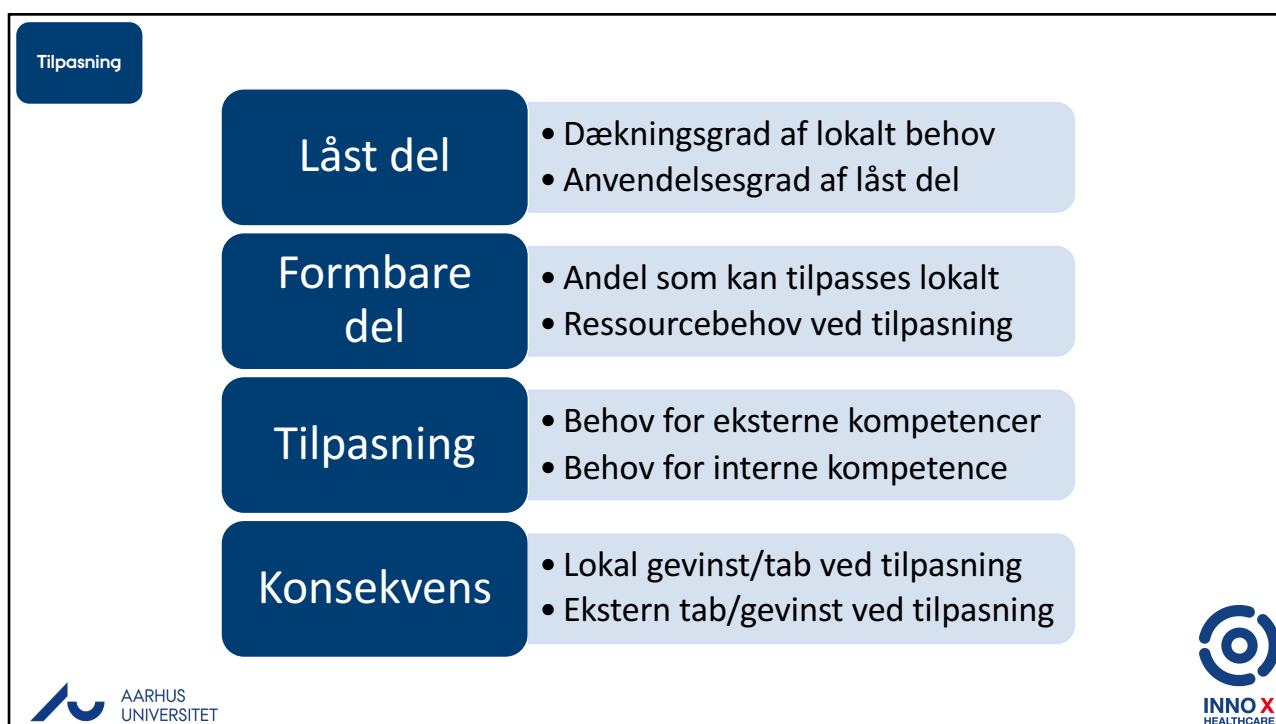 Tilpasning
Låst del
• Dækningsgrad af lokalt behov
• Anvendelsesgrad af låst del
Formbare
del
• Andel som kan tilpasses lokalt
• Ressourcebehov ved tilpasning
Tilpasning
• Behov for eksterne kompetencer
• Behov for interne kompetence
Konsekvens
• Lokal gevinst/tab ved tilpasning
• Ekstern tab/gevinst ved tilpasning
AARHUS
UNIVERSITET
INNO X
HEALTHCARE